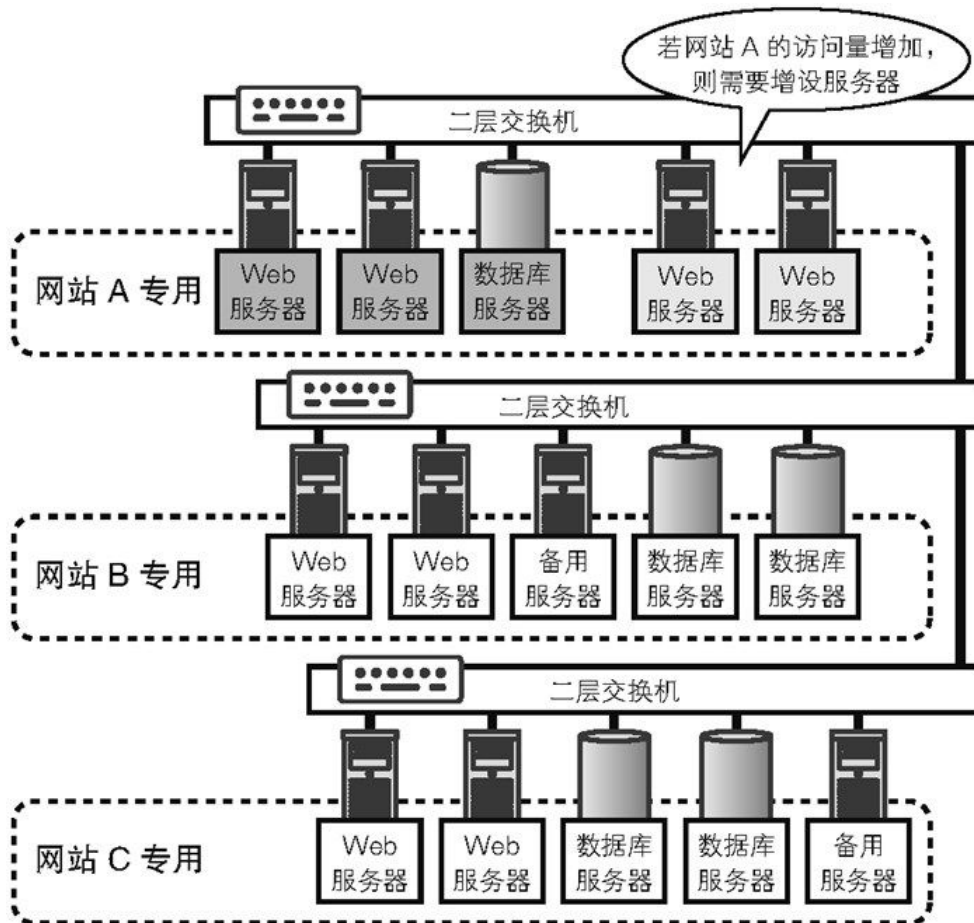 若网站 A 的访问量增加，
则需要增设服务器
二层交换机
网站 A 专用
Web
服务器
Web
服务器
数据库
服务器
Web
服务器
Web
服务器
二层交换机
网站 B 专用
Web
服务器
Web
服务器
备用
服务器
数据库
服务器
数据库
服务器
二层交换机
网站 C 专用
Web
服务器
Web
服务器
数据库
服务器
数据库
服务器
备用
服务器